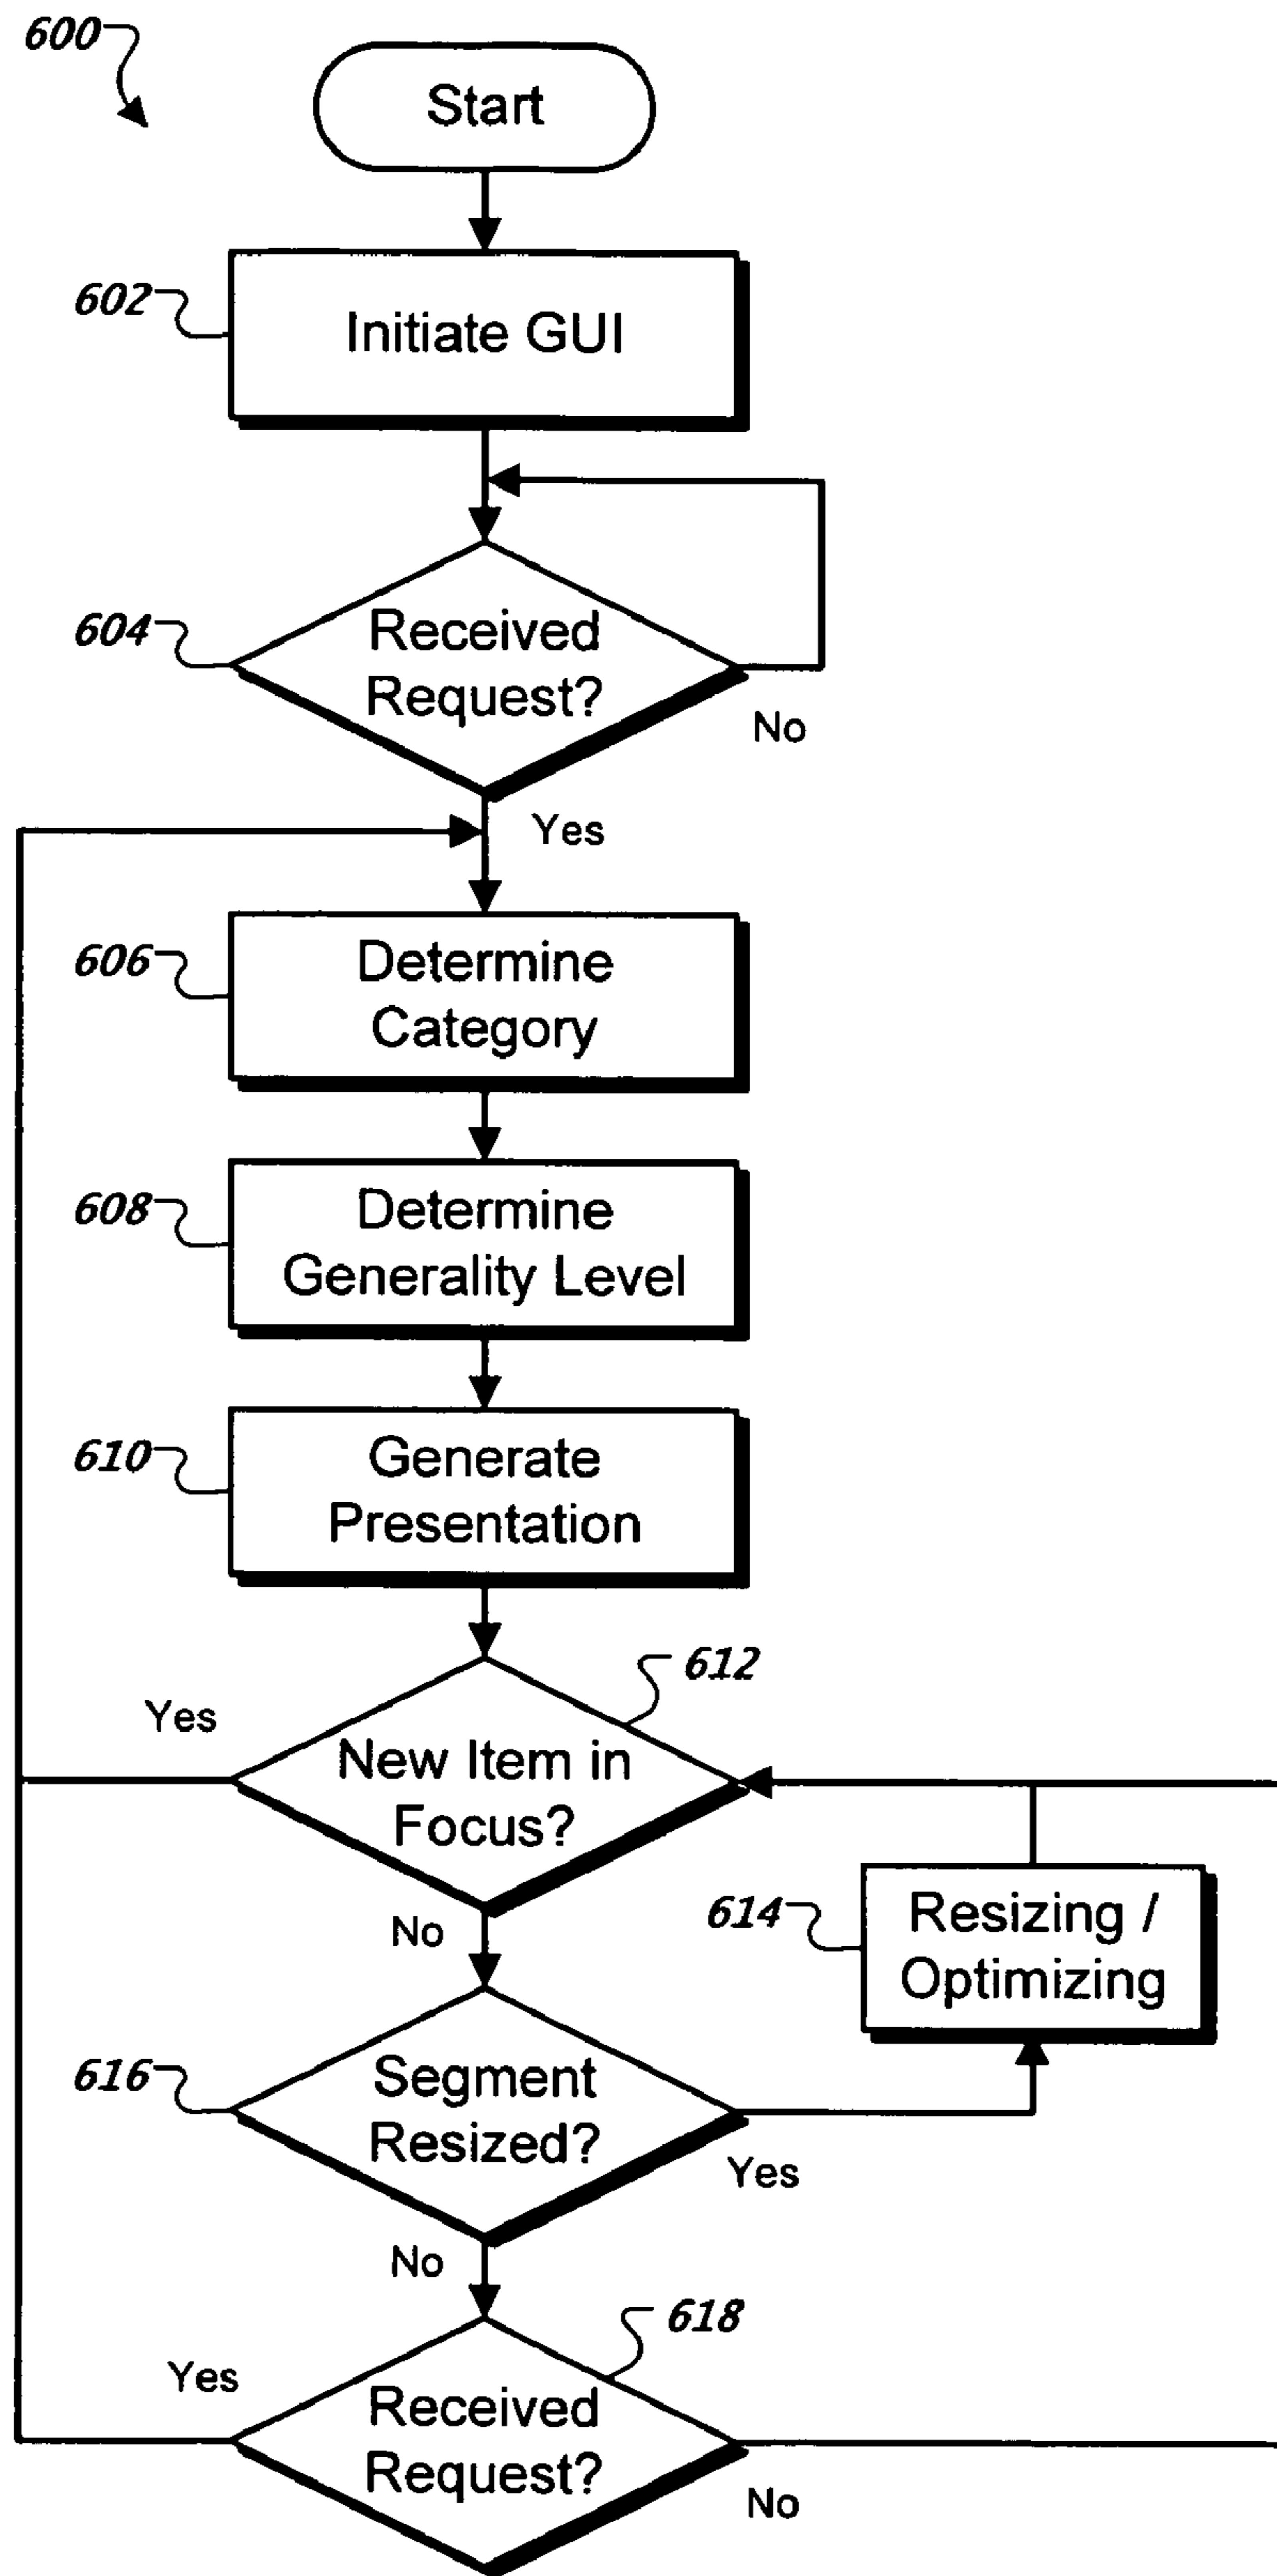 600
Start
602
Initiate GUI
604
Received
Request?
No
Yes
606
Determine
Category
608
Determine
Generality Level
610
Generate
Presentation
612
Yes
New Item in
Focus?
No
614
Resizing /
Optimizing
616
Segment
Resized?
Yes
No
618
Yes
Received
Request?
No